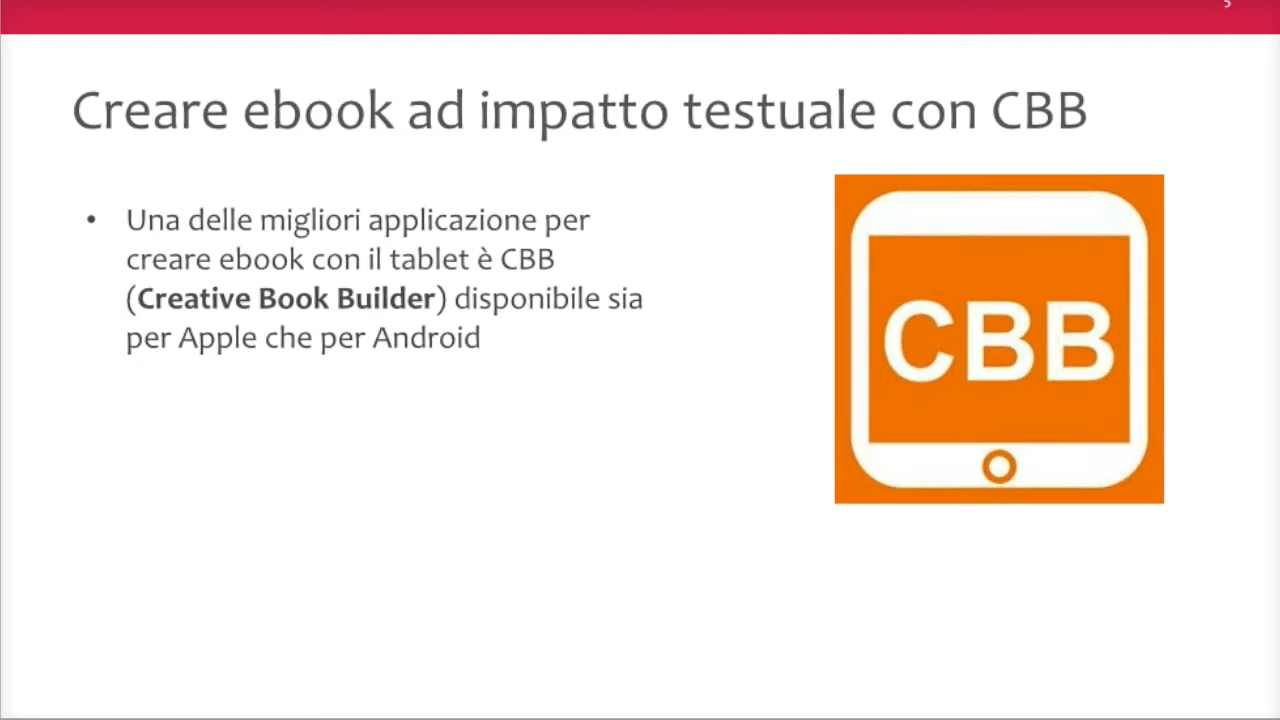 5
Creare ebook ad impatto testuale con CBB
• Una delle migliori applicazione per
creare ebook con il tablet è CBB
(Creative Book Builder) disponibile sia
per Apple che per Android
CBB